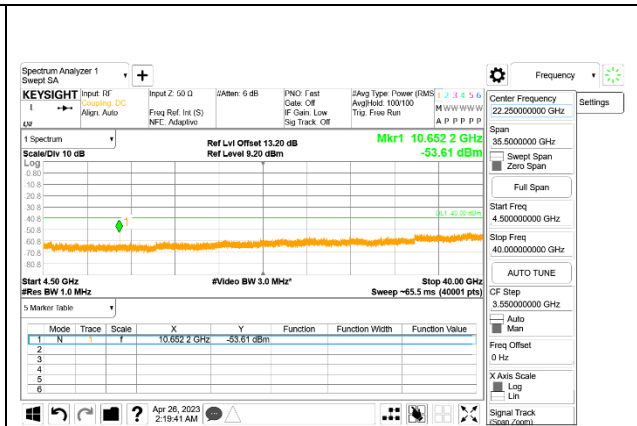 Spectrum Analyzer 1
Swept SA
+
Frequency
KEYSIGHT
Input: RF
Coupling: DC
Align: Auto
Input Z: 50 Ω
Freq Ref: Int (S)
NFE: Adaptive
#Atten: 6 dB
PNO: Fast
Gate: Off
IF Gain: Low
Sig Track: Off
#Avg Type: Power (RMS
Avg|Hold: 100/100
Trig: Free Run
1 2 3 4 5 6
M W W W W W
A P P P P P
Settings
Center Frequency
22.250000000 GHz
Span
35.5000000 GHz
Swept Span
Zero Span
Full Span
Start Freq
4.500000000 GHz
Stop Freq
40.000000000 GHz
AUTO TUNE
CF Step
3.550000000 GHz
Auto
Man
Freq Offset
0 Hz
X Axis Scale
Log
Lin
Signal Track
(Span Zoom)
1 Spectrum
Scale/Div 10 dB
Log
Ref Lvl Offset 13.20 dB
Ref Level 9.20 dBm
Mkr1 10.652 2 GHz
-53.61 dBm
-0.80
-10.8
-20.8
-30.8
-40.8
-50.8
-60.8
-70.8
-80.8
1
Start 4.50 GHz
#Res BW 1.0 MHz
#Video BW 3.0 MHz*
Stop 40.00 GHz
Sweep ~65.5 ms (40001 pts)
5 Marker Table
Mode Trace Scale X Y Function Function Width Function Value
1 N 1 f 10.652 2 GHz -53.61 dBm
2
3
4
5
6
?
Apr 26, 2023
2:19:41 AM